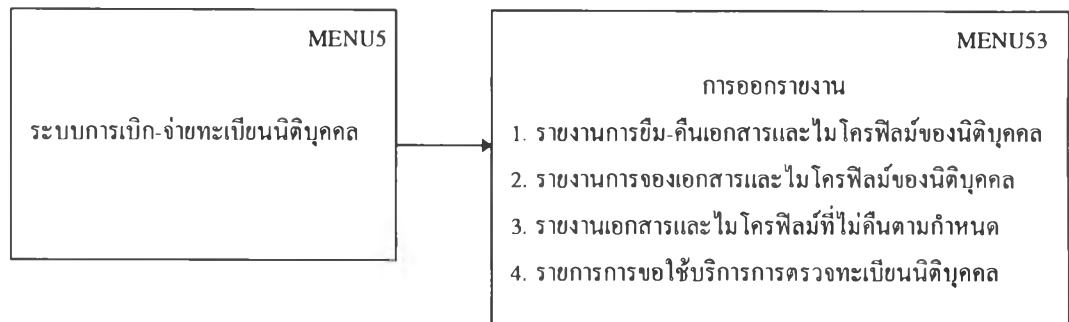 MENU5
ระบบการเบิก-จ่ายทะเบียนนิติบุคคล
MENU53
การออกรายงาน
1. รายงานการยืม-คืนเอกสารและไมโครฟิลม์ของนิติบุคคล
2. รายงานการจองเอกสารและไมโครฟิลม์ของนิติบุคคล
3. รายงานเอกสารและไมโครฟิลม์ที่ไม่คืนตามกำหนด
4. รายการการขอใช้บริการการตรวจทะเบียนนิติบุคคล